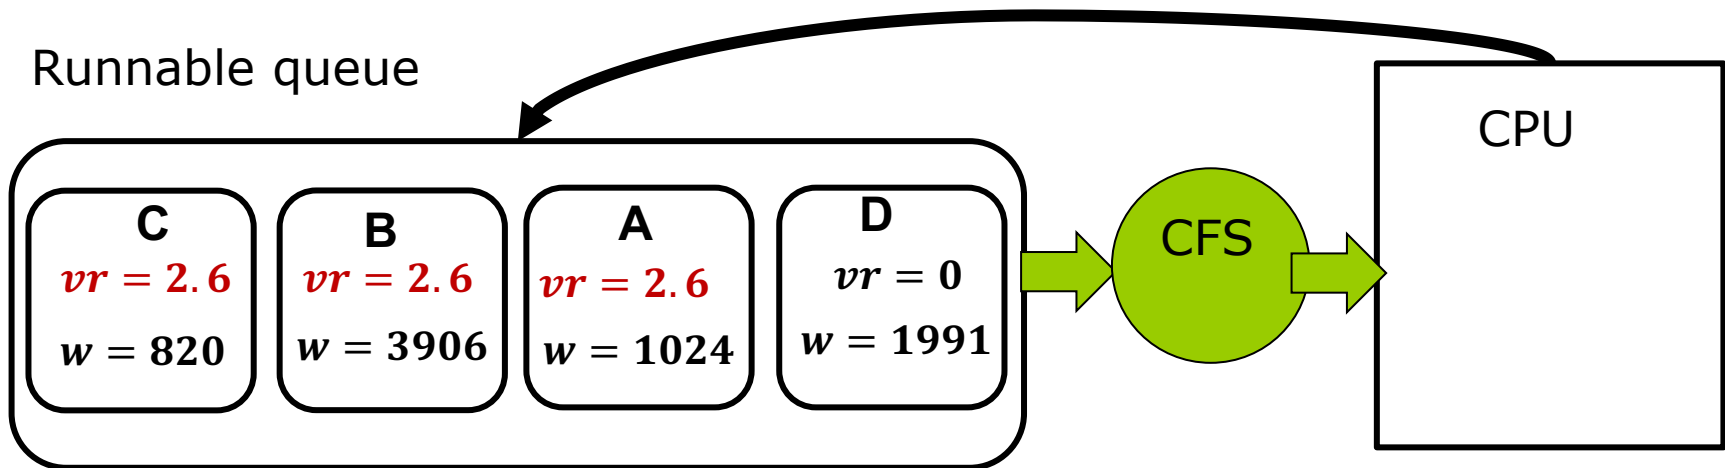 Runnable queue
C
vr = 2.6
w = 820
B
vr = 2.6
w = 3906
A
vr = 2.6
w = 1024
D
vr = 0
w = 1991
CFS
CPU